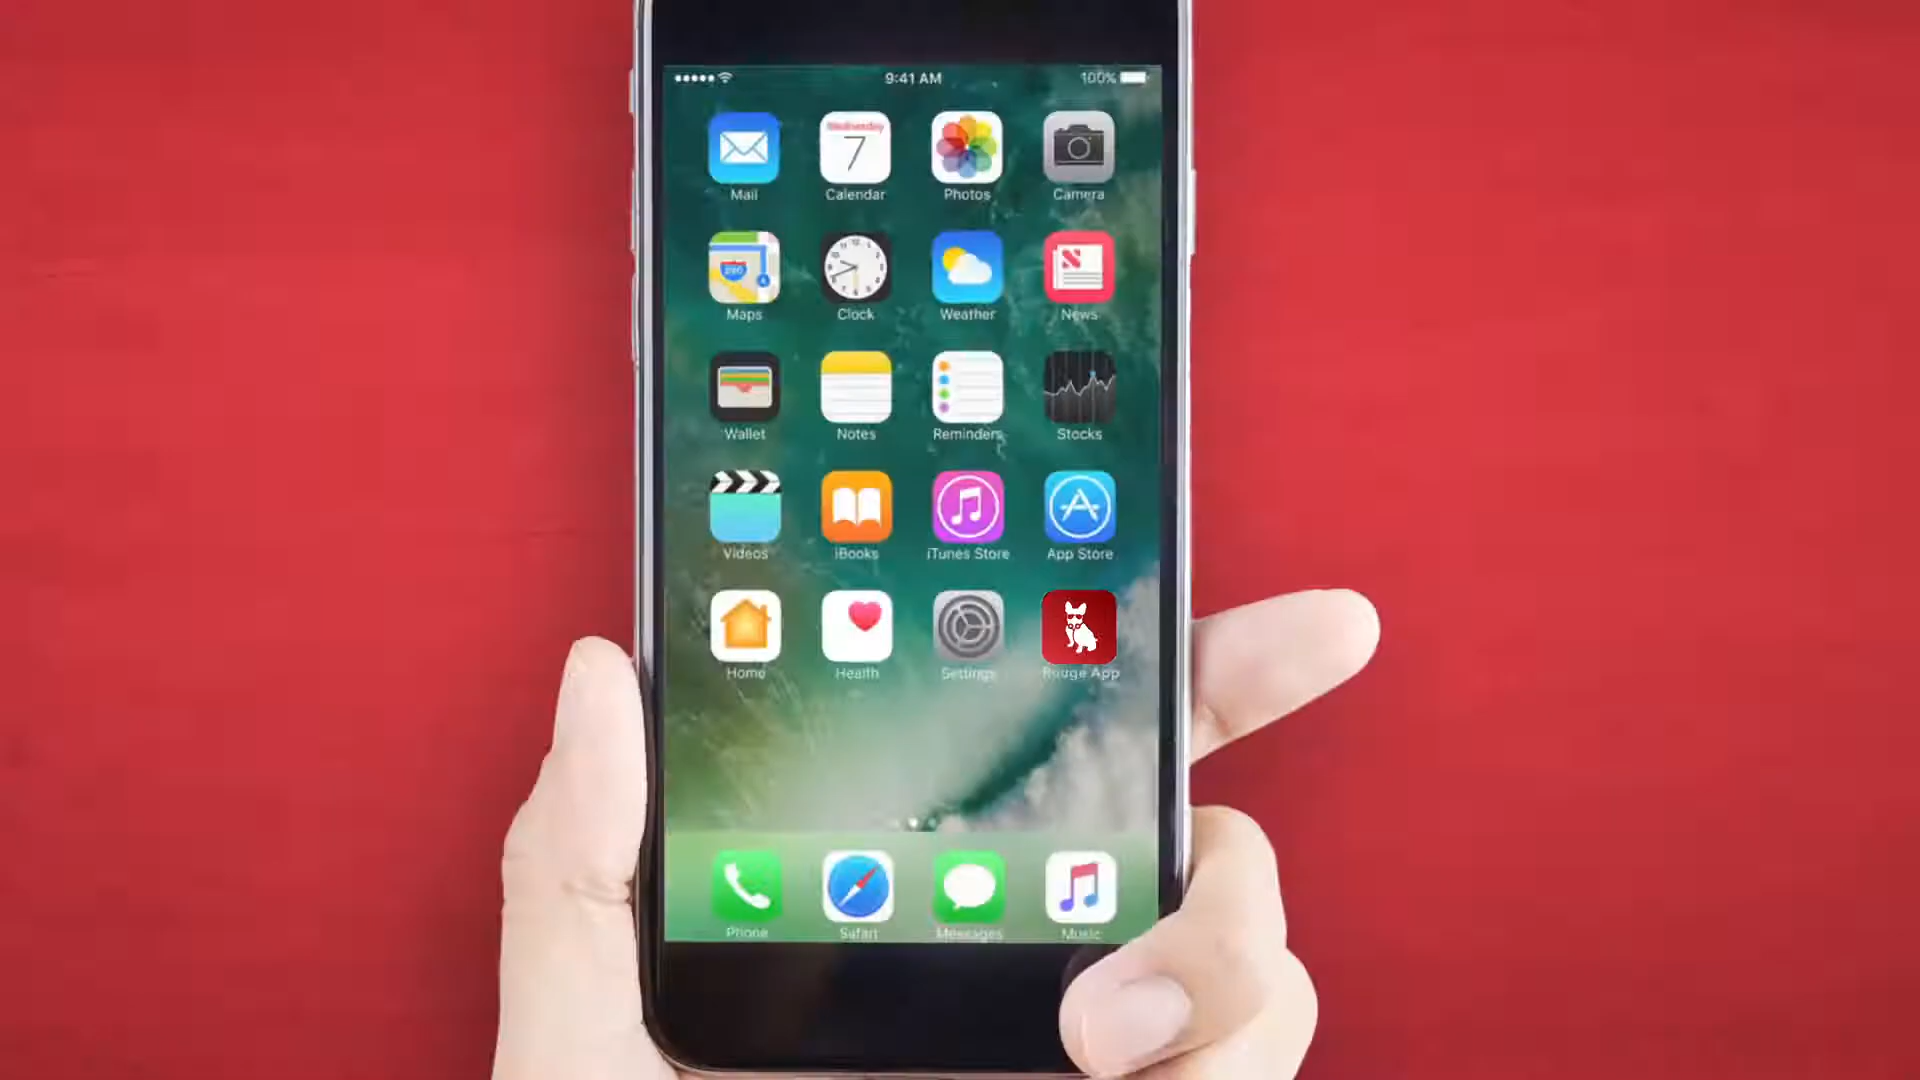 9:41 AM 100%
Wednesday
7
Mail Calendar Photos Camera
280
Maps Clock Weather News
Wallet Notes Reminders Stocks
Videos iBooks iTunes Store App Store
Home Health Settings Rouge App
Phone Safari Messages Music